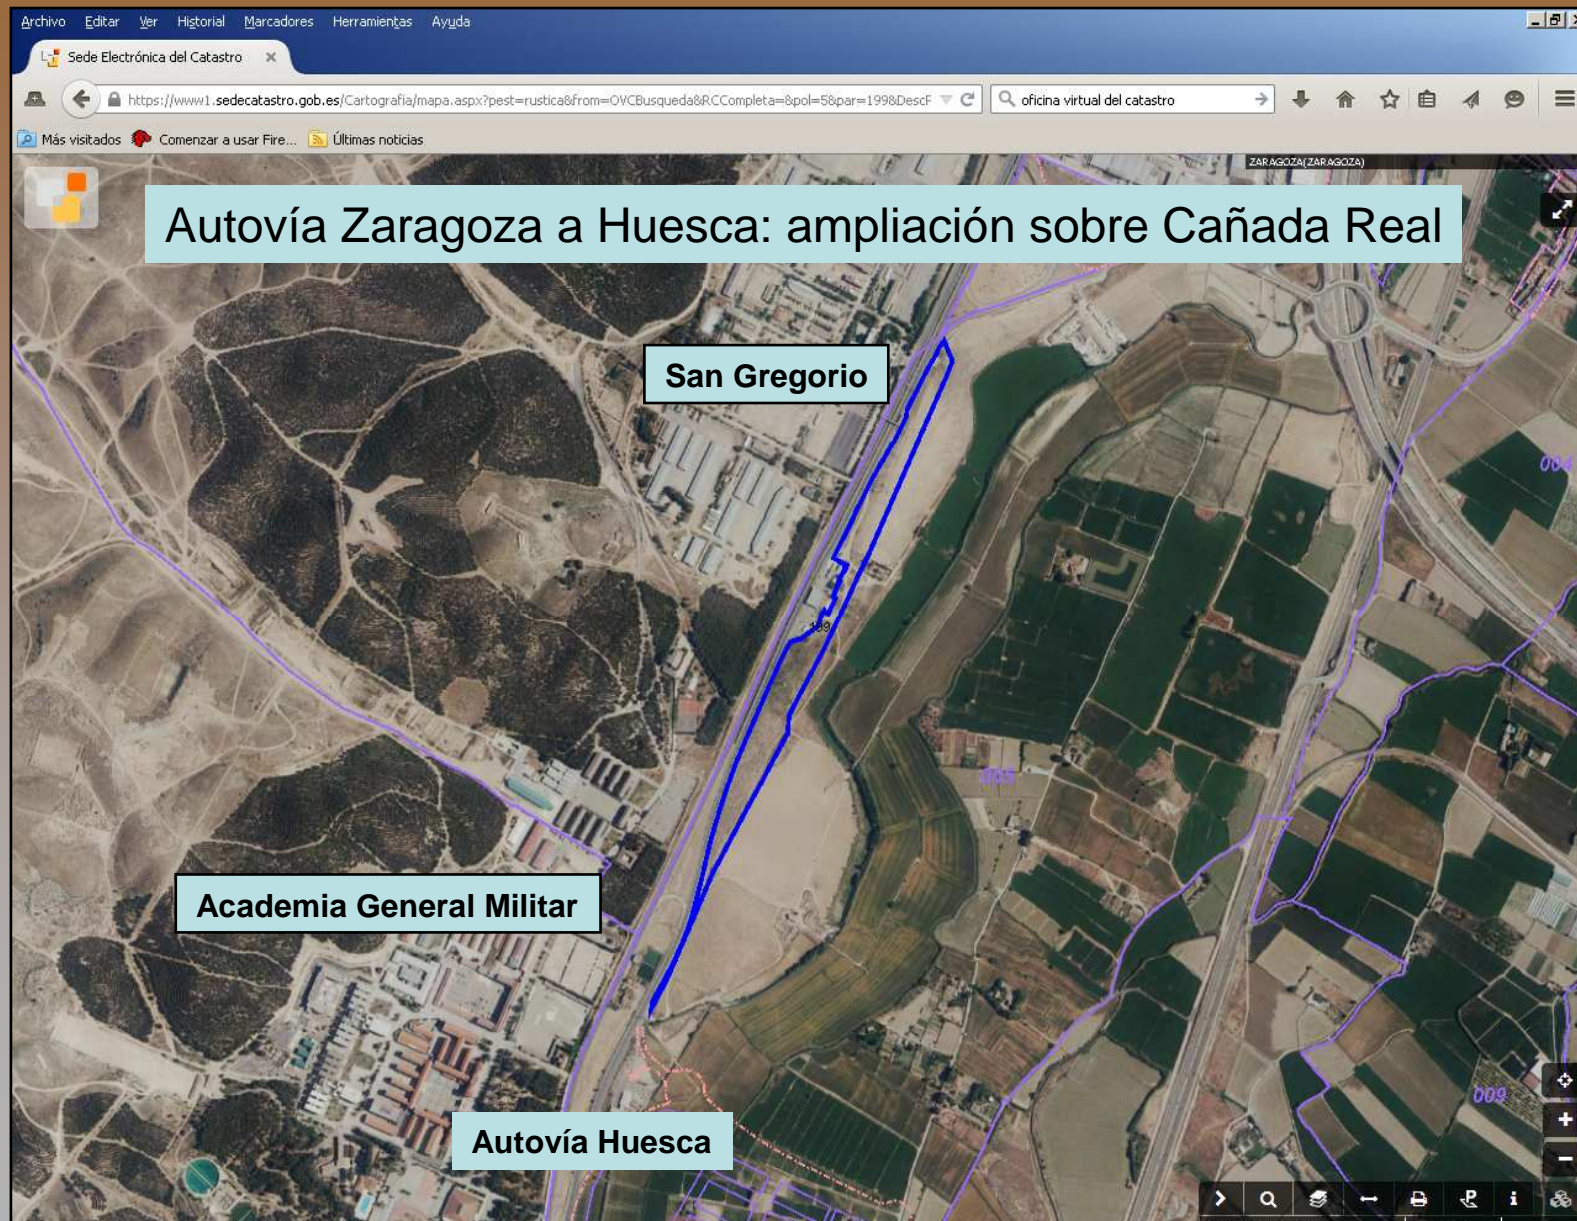 Archivo Editar Ver Historial Marcadores Herramientas Ayuda
Sede Electrónica del Catastro
https://www1.sedecatastro.gob.es/Cartografia/mapa.aspx?pest=rustica&from=OVCBusqueda&RCCompleta=&pol=5&par=199&DescF
oficina virtual del catastro
Más visitados Comenzar a usar Fire... Últimas noticias
ZARAGOZA(ZARAGOZA)
Autovía Zaragoza a Huesca: ampliación sobre Cañada Real
San Gregorio
004
199
005
Academia General Militar
009
Autovía Huesca